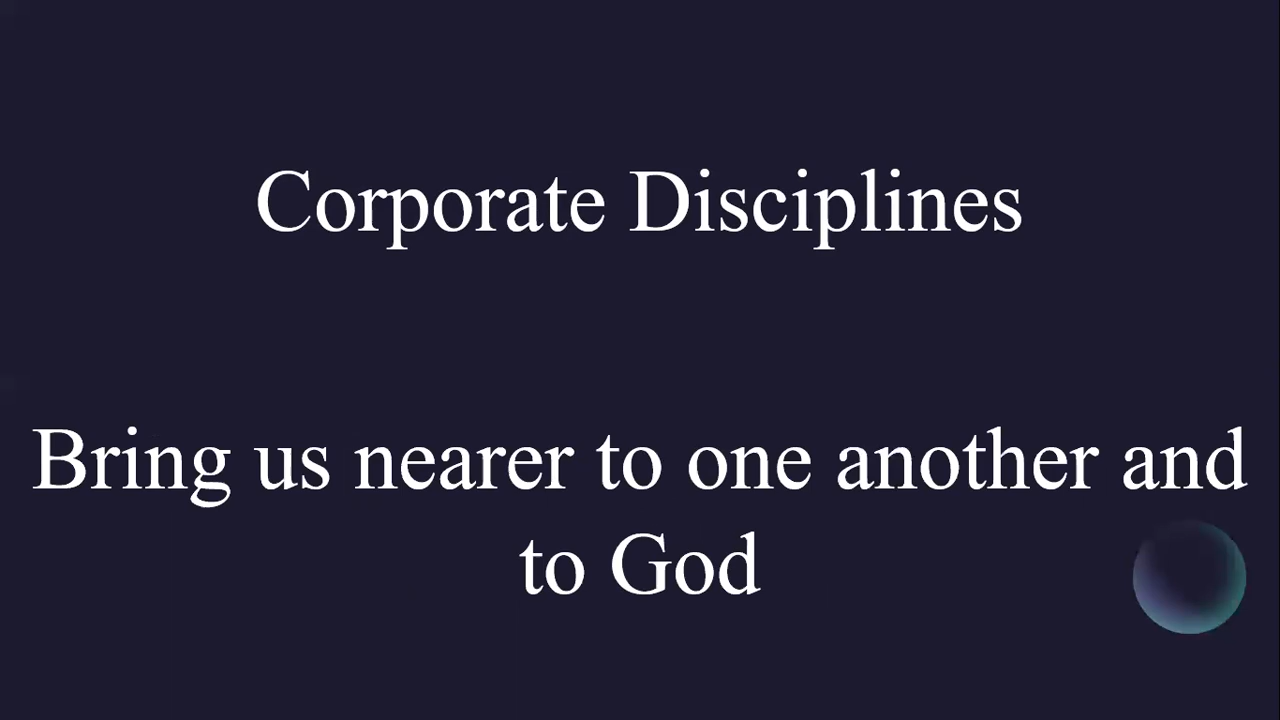 Corporate Disciplines
Bring us nearer to one another and
to God